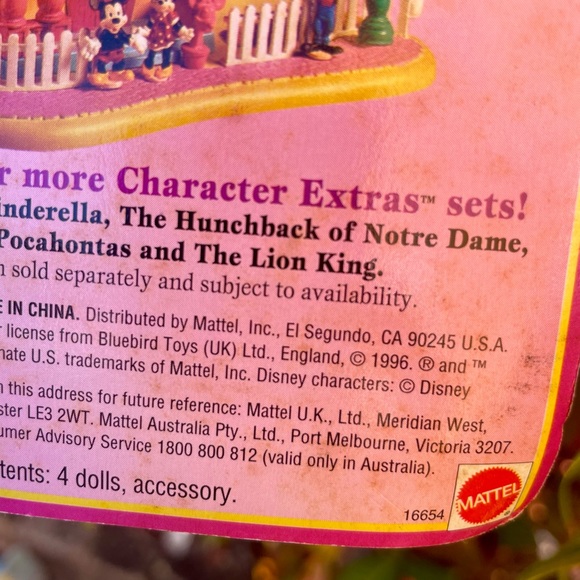 r more Character Extras™ sets!
inderella, The Hunchback of Notre Dame,
Pocahontas and The Lion King.
h sold separately and subject to availability.
E IN CHINA. Distributed by Mattel, Inc., El Segundo, CA 90245 U.S.A.
r license from Bluebird Toys (UK) Ltd., England, © 1996. ® and ™
nate U.S. trademarks of Mattel, Inc. Disney characters: © Disney
n this address for future reference: Mattel U.K., Ltd., Meridian West,
ster LE3 2WT. Mattel Australia Pty., Ltd., Port Melbourne, Victoria 3207.
umer Advisory Service 1800 800 812 (valid only in Australia).
tents: 4 dolls, accessory.
16654
MATTEL